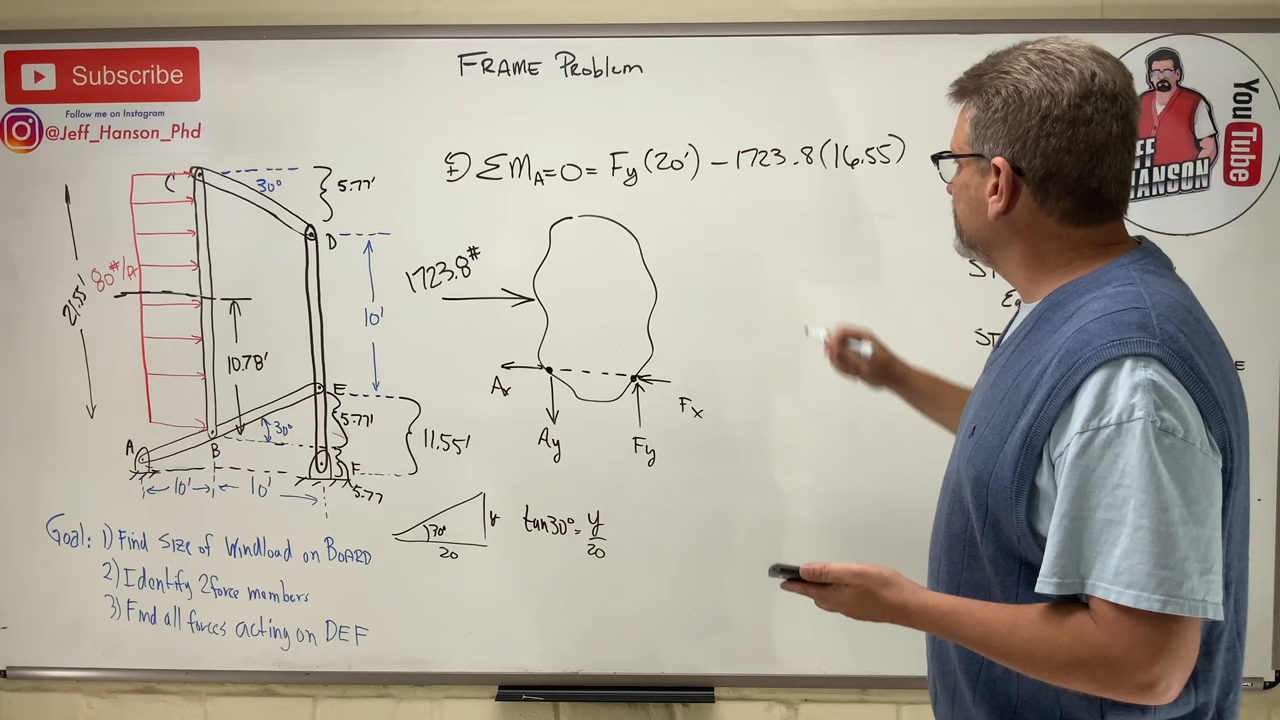 Subscribe
Follow me on Instagram
@Jeff_Hanson_Phd
FRAME Problem
YouTube
JEFF
HANSON
+ ΣM_A=0= Fy(20') - 1723.8(16.55)
C
30°
5.77'
D
80#/ft
21.55'
10.78'
10'
E
5.77'
11.55'
30°
A
B
F
5.77
10'
10'
1723.8#
Ax
Ay
Fx
Fy
30°
20
y
tan30°= y/20
Goal: 1) Find Size of Windload on BOARD
2) Identify 2force members
3) Find all forces acting on DEF
ST
E